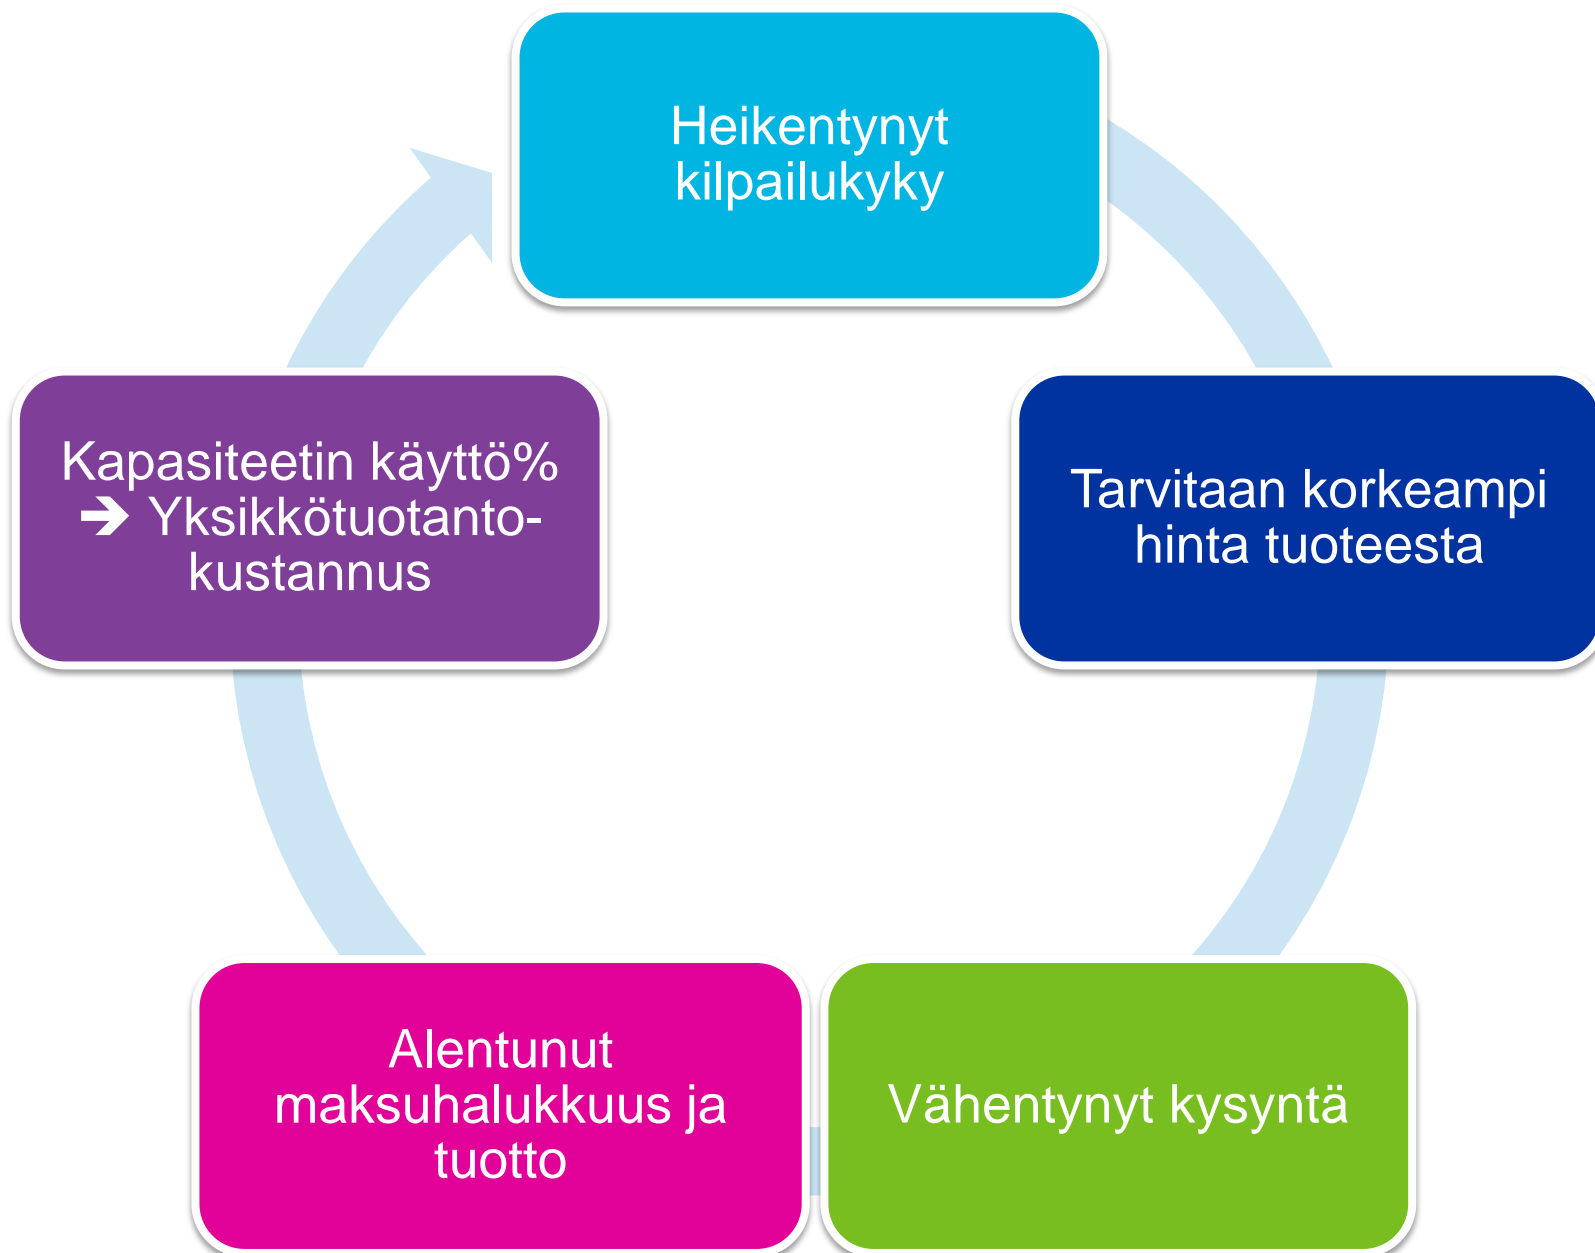 Heikentynyt
kilpailukyky
Tarvitaan korkeampi
hinta tuoteesta
Vähentynyt kysyntä
Alentunut
maksuhalukkuus ja
tuotto
Kapasiteetin käyttö%
➔ Yksikkötuotanto-
kustannus